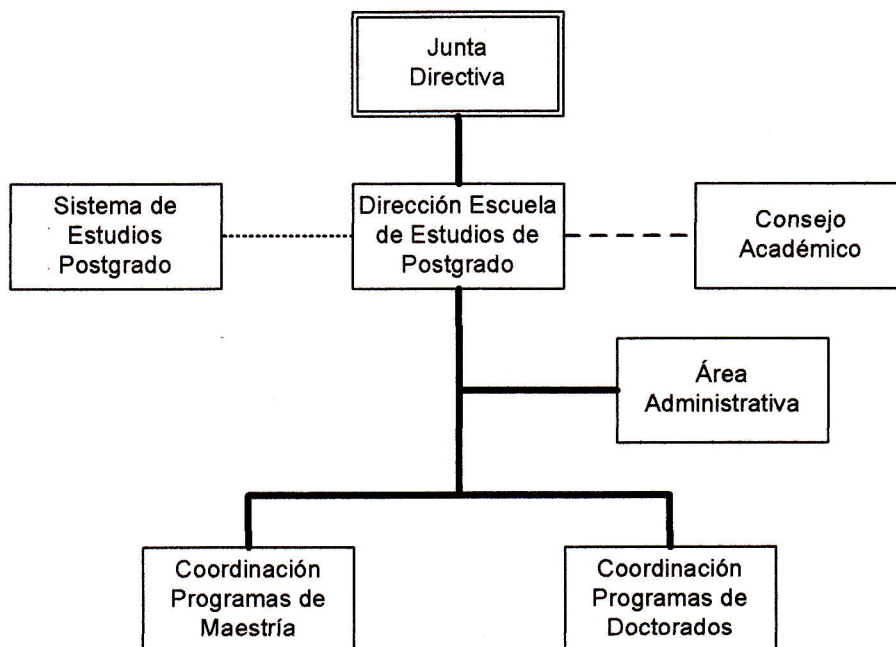 Junta
Directiva
Sistema de
Estudios
Postgrado
Dirección Escuela
de Estudios de
Postgrado
Consejo
Académico
Área
Administrativa
Coordinación
Programas de
Maestría
Coordinación
Programas de
Doctorados